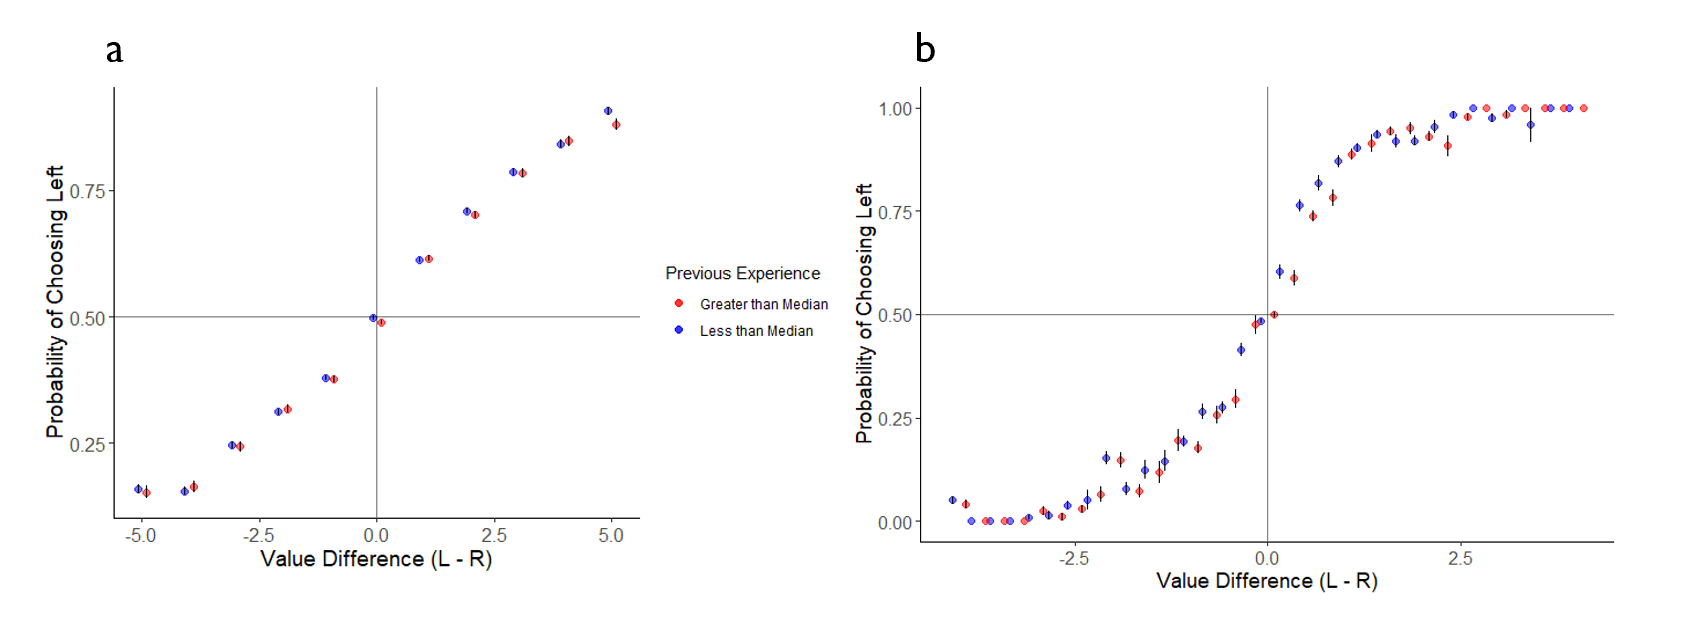 a
Probability of Choosing Left
0.75
0.50
0.25
-5.0 -2.5 0.0 2.5 5.0
Value Difference (L - R)
Previous Experience
Greater than Median
Less than Median
b
Probability of Choosing Left
1.00
0.75
0.50
0.25
0.00
-2.5 0.0 2.5
Value Difference (L - R)